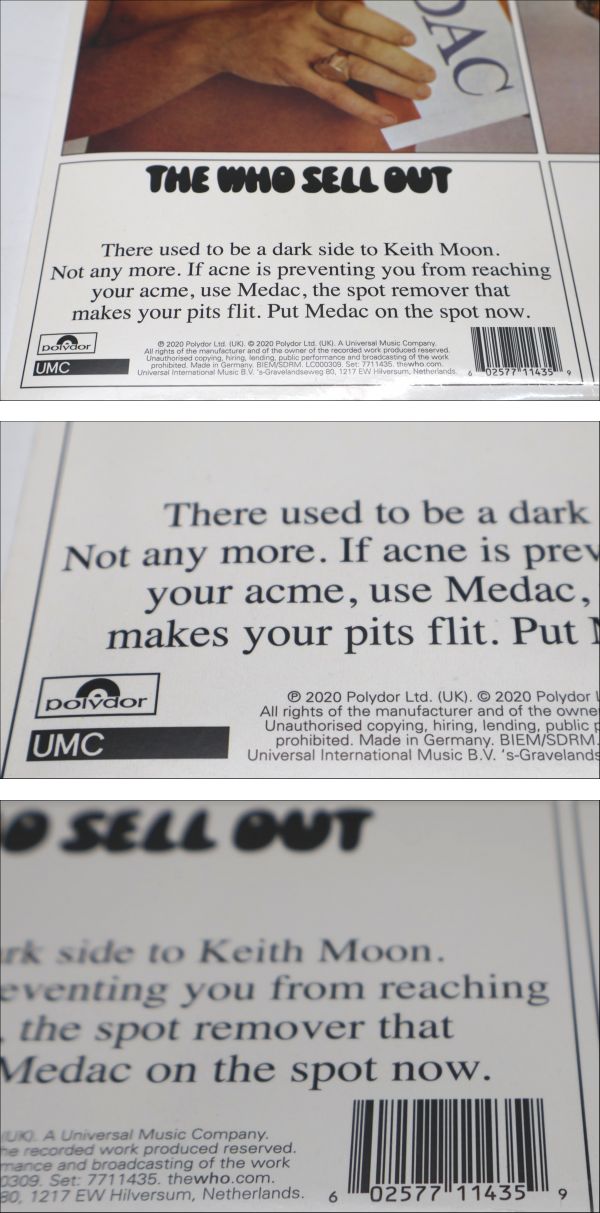 DAC
THE WHO SELL OUT
There used to be a dark side to Keith Moon.
Not any more. If acne is preventing you from reaching
your acme, use Medac, the spot remover that
makes your pits flit. Put Medac on the spot now.
polydor
UMC
℗ 2020 Polydor Ltd. (UK). © 2020 Polydor Ltd. (UK). A Universal Music Company.
All rights of the manufacturer and of the owner of the recorded work produced reserved.
Unauthorised copying, hiring, lending, public performance and broadcasting of the work
prohibited. Made in Germany. BIEM/SDRM. LC000309. Set: 7711435. thewho.com.
Universal International Music B.V. 's-Gravelandseweg 80, 1217 EW Hilversum, Netherlands.
6 02577 11435 9
There used to be a dark
Not any more. If acne is prev
your acme, use Medac,
makes your pits flit. Put
polydor
UMC
℗ 2020 Polydor Ltd. (UK). © 2020 Polydor
All rights of the manufacturer and of the owne
Unauthorised copying, hiring, lending, public p
prohibited. Made in Germany. BIEM/SDRM.
Universal International Music B.V. 's-Gravelands
O SELL OUT
rk side to Keith Moon.
eventing you from reaching
, the spot remover that
Medac on the spot now.
(UK). A Universal Music Company.
he recorded work produced reserved.
mance and broadcasting of the work
0309. Set: 7711435. thewho.com.
80, 1217 EW Hilversum, Netherlands.
6 02577 11435 9